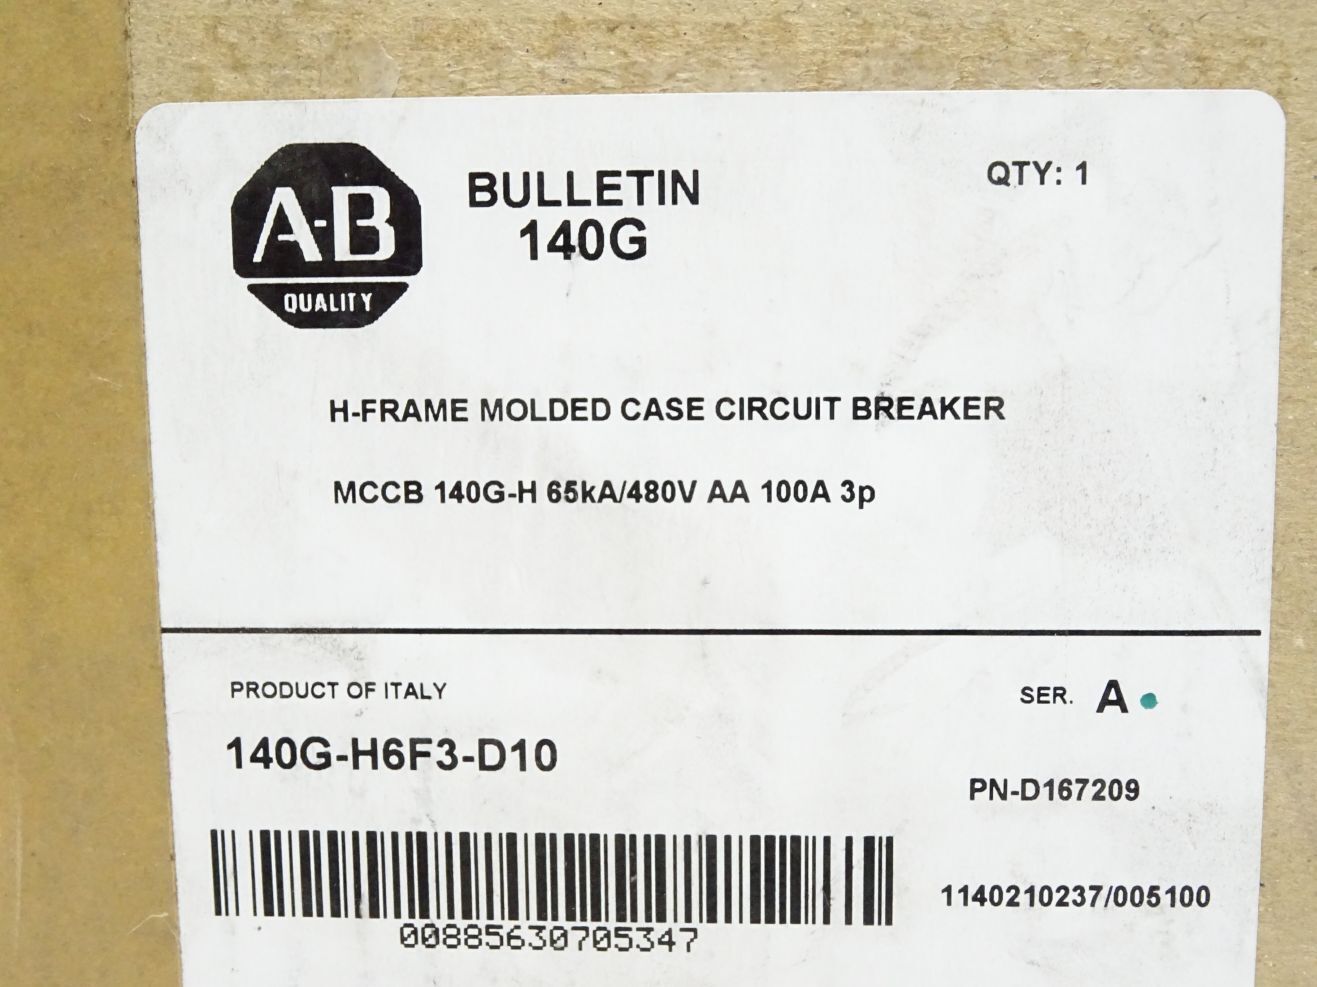 A-B
QUALITY
BULLETIN
140G
QTY: 1
H-FRAME MOLDED CASE CIRCUIT BREAKER
MCCB 140G-H 65kA/480V AA 100A 3p
PRODUCT OF ITALY
SER. A
140G-H6F3-D10
PN-D167209
1140210237/005100
00885630705347